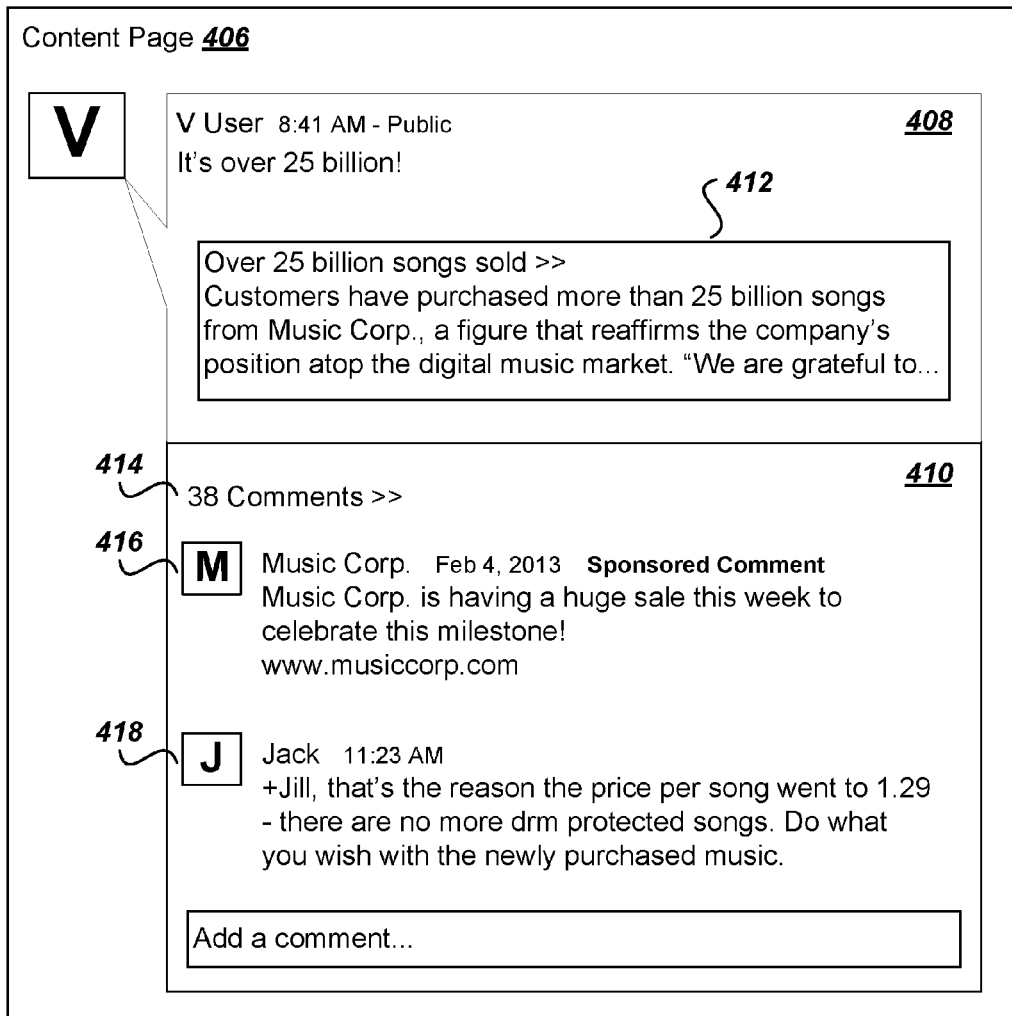 Content Page 406
V
V User 8:41 AM - Public
408
It's over 25 billion!
412
Over 25 billion songs sold >>
Customers have purchased more than 25 billion songs
from Music Corp., a figure that reaffirms the company's
position atop the digital music market. “We are grateful to...
414
410
38 Comments >>
416
M
Music Corp. Feb 4, 2013 Sponsored Comment
Music Corp. is having a huge sale this week to
celebrate this milestone!
www.musiccorp.com
418
J
Jack 11:23 AM
+Jill, that's the reason the price per song went to 1.29
- there are no more drm protected songs. Do what
you wish with the newly purchased music.
Add a comment...